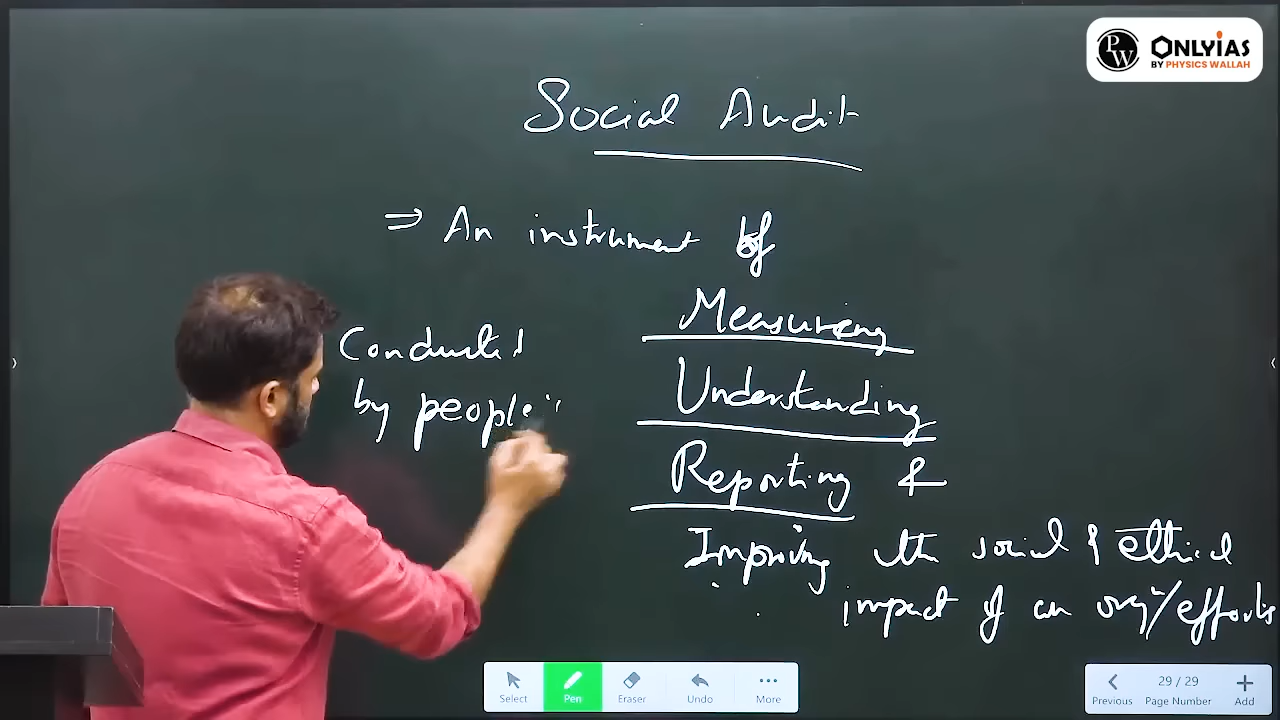 PW ONLYIAS
BY PHYSICS WALLAH
Social Audit
⇒ An instrument of
Measuring
Understanding
Reporting &
Improving the social & ethical
impact of an org^n/efforts
Conducted
by people"
Select
Pen
Eraser
Undo
More
Previous
29 / 29
Page Number
Add